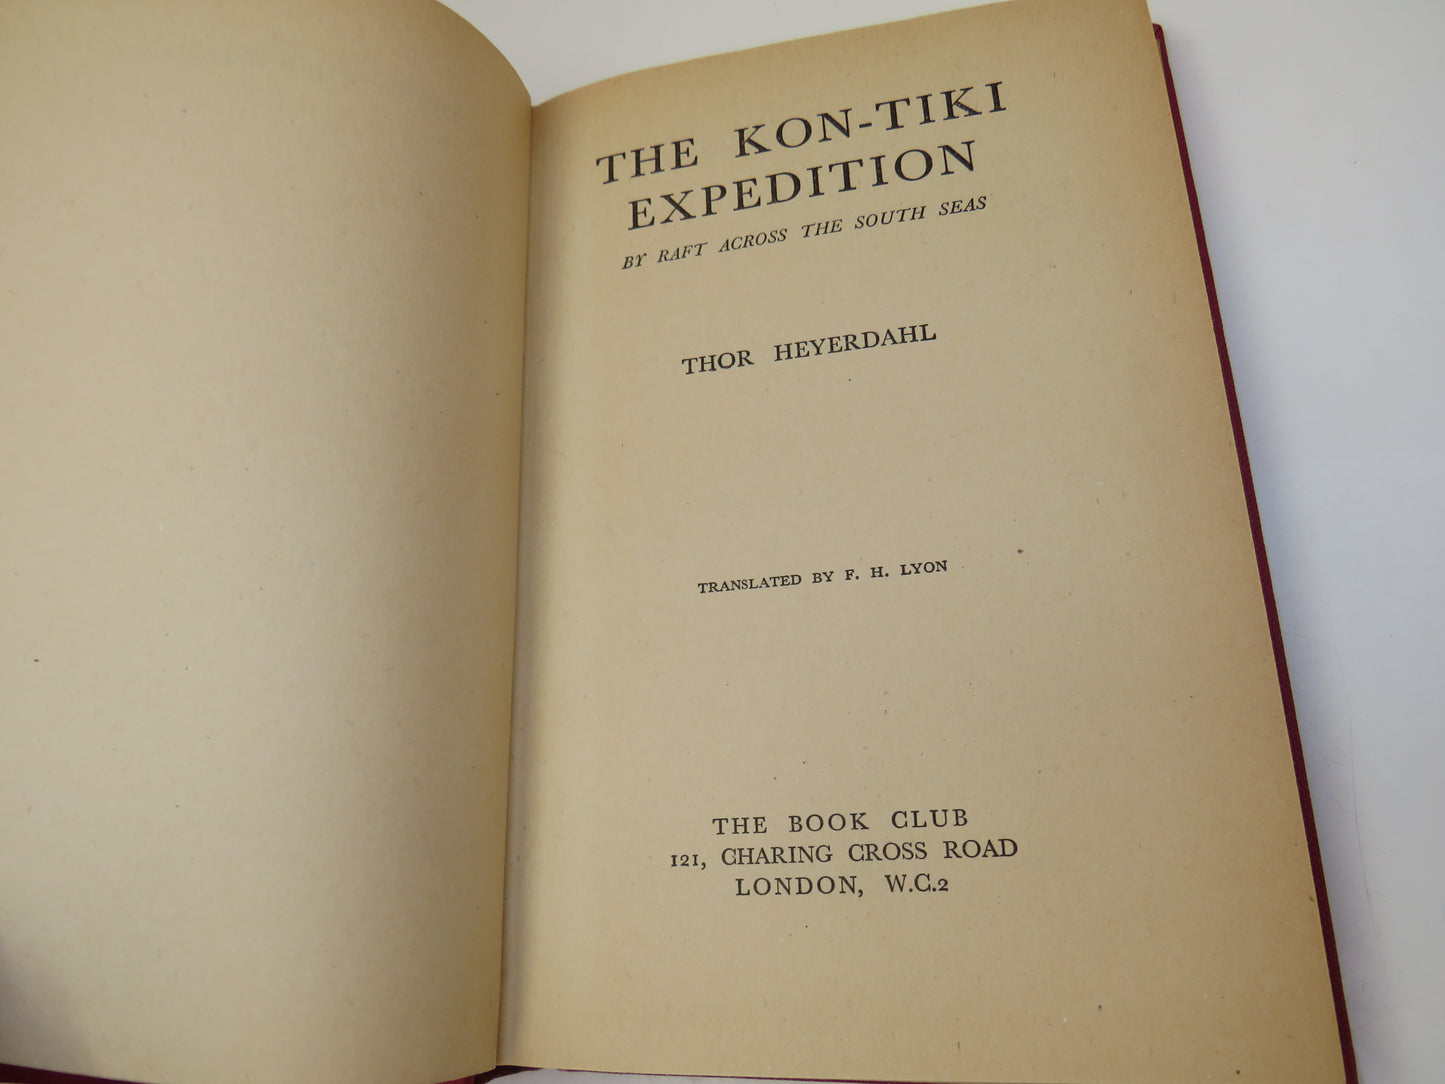 THE KON-TIKI
EXPEDITION
BY RAFT ACROSS THE SOUTH SEAS
THOR HEYERDAHL
TRANSLATED BY F. H. LYON
THE BOOK CLUB
121, CHARING CROSS ROAD
LONDON, W.C.2